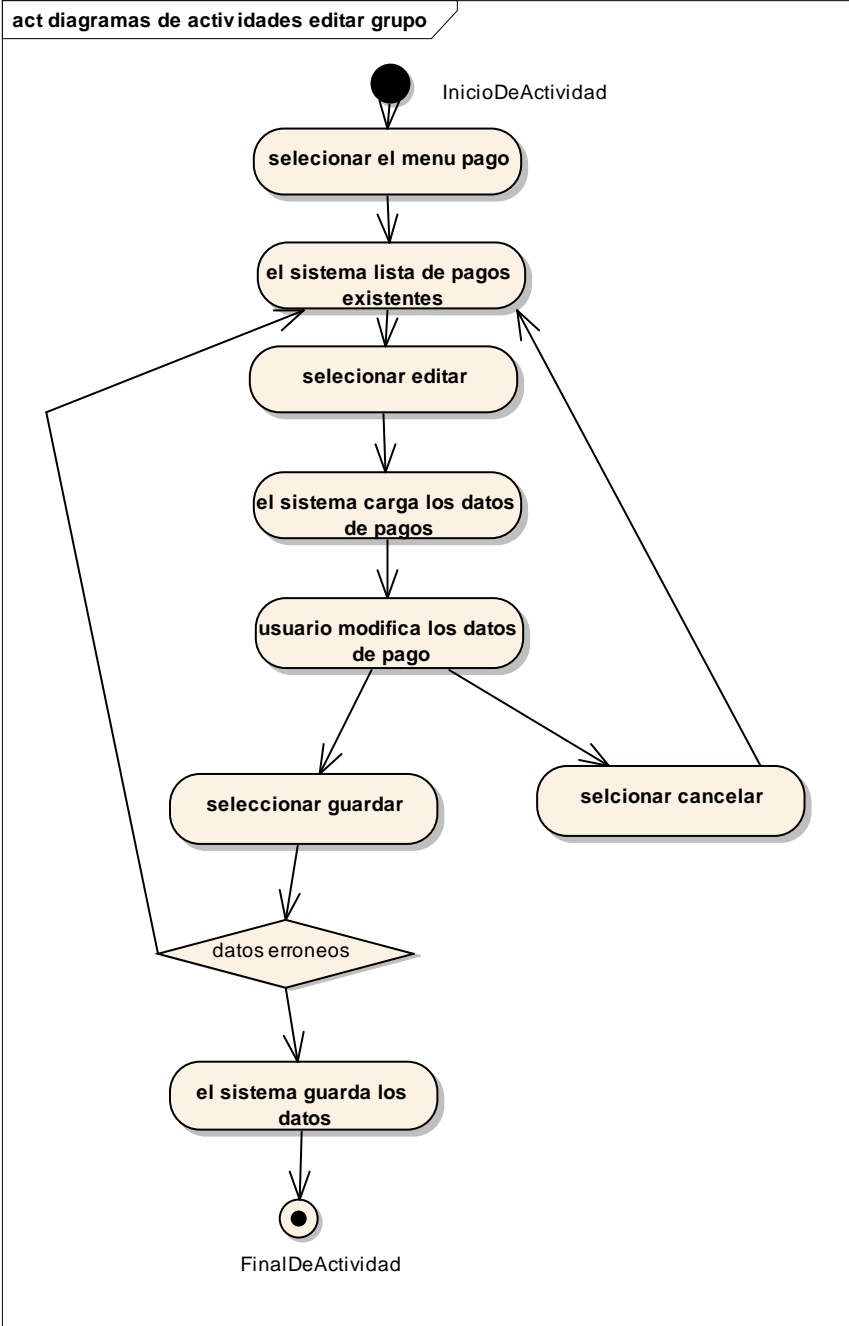 act diagramas de actividades editar grupo
InicioDeActividad
selecionar el menu pago
el sistema lista de pagos
existentes
selecionar editar
el sistema carga los datos
de pagos
usuario modifica los datos
de pago
seleccionar guardar
selcionar cancelar
datos erroneos
el sistema guarda los
datos
FinalDeActividad